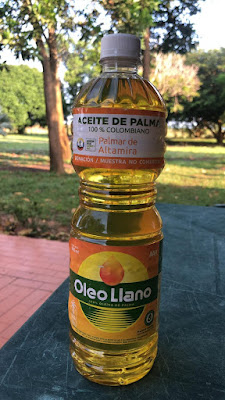 ACEITE DE PALMA
100 % COLOMBIANO
Palmar de
Altamira
/ MUESTRA NO COMERCIAL
Oleo Llano